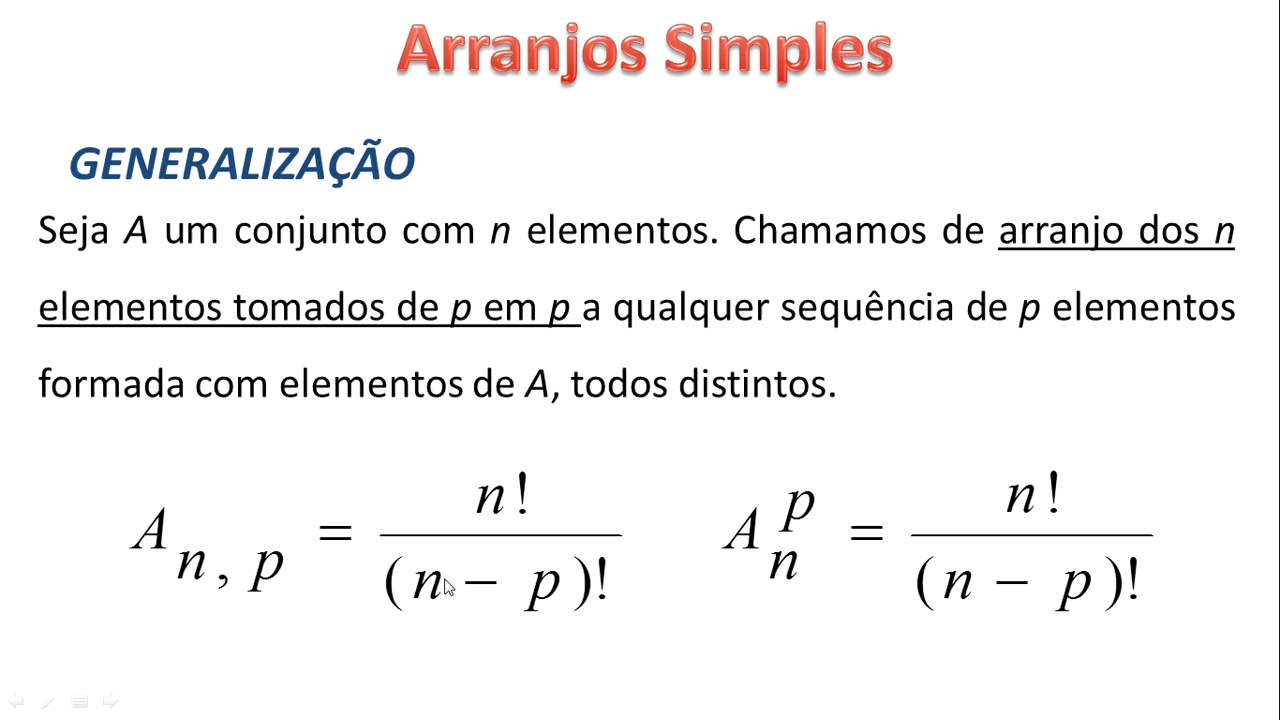 Arranjos Simples
GENERALIZAÇÃO
Seja A um conjunto com n elementos. Chamamos de arranjo dos n
elementos tomados de p em p a qualquer sequência de p elementos
formada com elementos de A, todos distintos.
A n, p = n! / (n − p)!   A n p = n! / (n − p)!